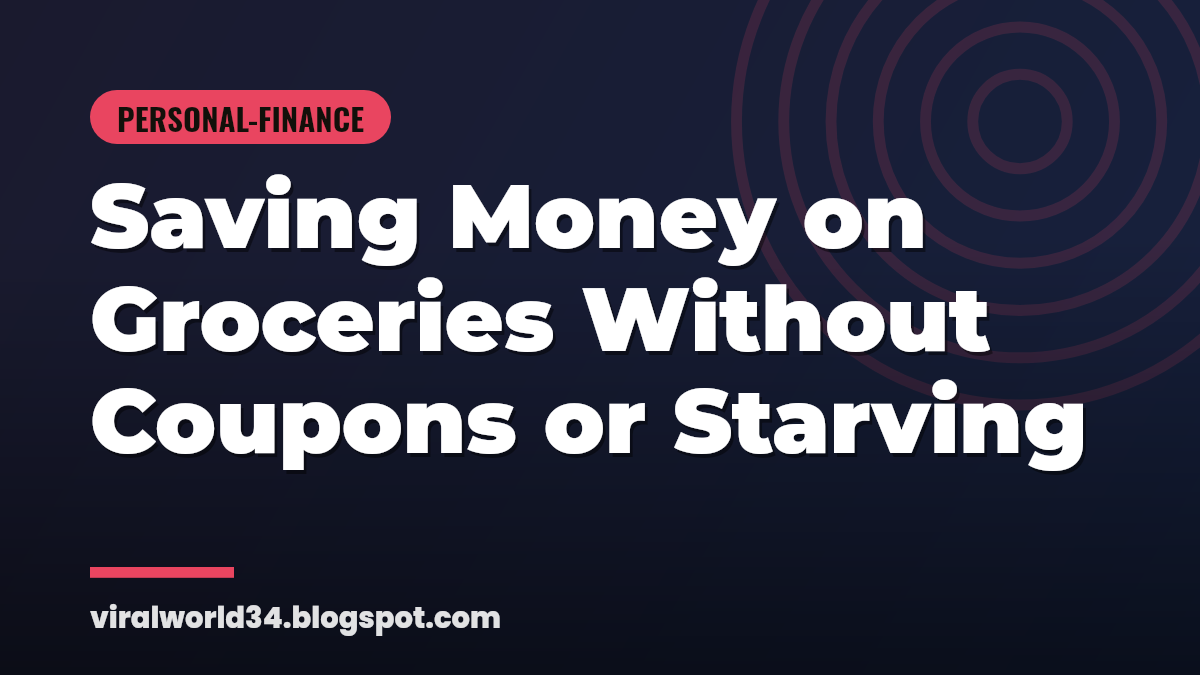 PERSONAL-FINANCE
Saving Money on
Groceries Without
Coupons or Starving
viralworld34.blogspot.com